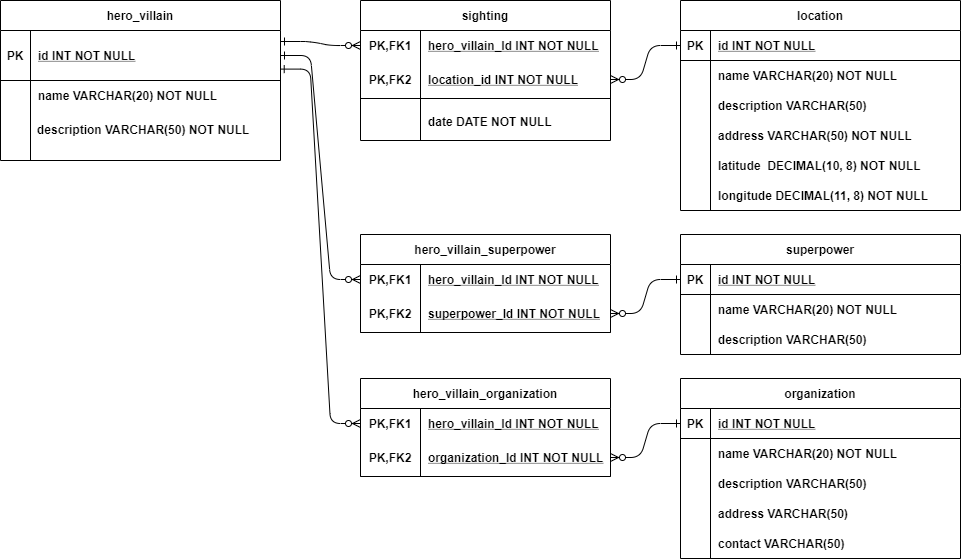 hero_villain
PK id INT NOT NULL
name VARCHAR(20) NOT NULL
description VARCHAR(50) NOT NULL
sighting
PK,FK1 hero_villain_Id INT NOT NULL
PK,FK2 location_id INT NOT NULL
date DATE NOT NULL
location
PK id INT NOT NULL
name VARCHAR(20) NOT NULL
description VARCHAR(50)
address VARCHAR(50) NOT NULL
latitude DECIMAL(10, 8) NOT NULL
longitude DECIMAL(11, 8) NOT NULL
hero_villain_superpower
PK,FK1 hero_villain_Id INT NOT NULL
PK,FK2 superpower_Id INT NOT NULL
superpower
PK id INT NOT NULL
name VARCHAR(20) NOT NULL
description VARCHAR(50)
hero_villain_organization
PK,FK1 hero_villain_Id INT NOT NULL
PK,FK2 organization_Id INT NOT NULL
organization
PK id INT NOT NULL
name VARCHAR(20) NOT NULL
description VARCHAR(50)
address VARCHAR(50)
contact VARCHAR(50)